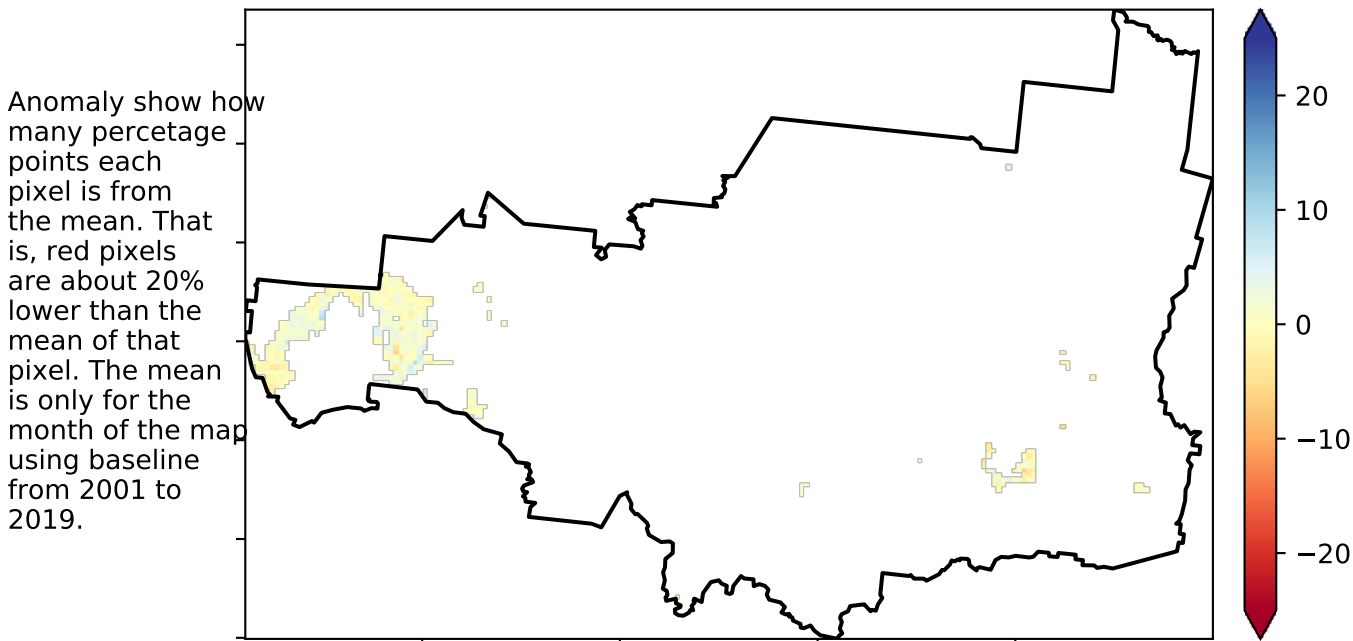 Anomaly show how
many percetage
points each
pixel is from
the mean. That
is, red pixels
are about 20%
lower than the
mean of that
pixel. The mean
is only for the
month of the map
using baseline
from 2001 to
2019.
20
10
0
−10
−20